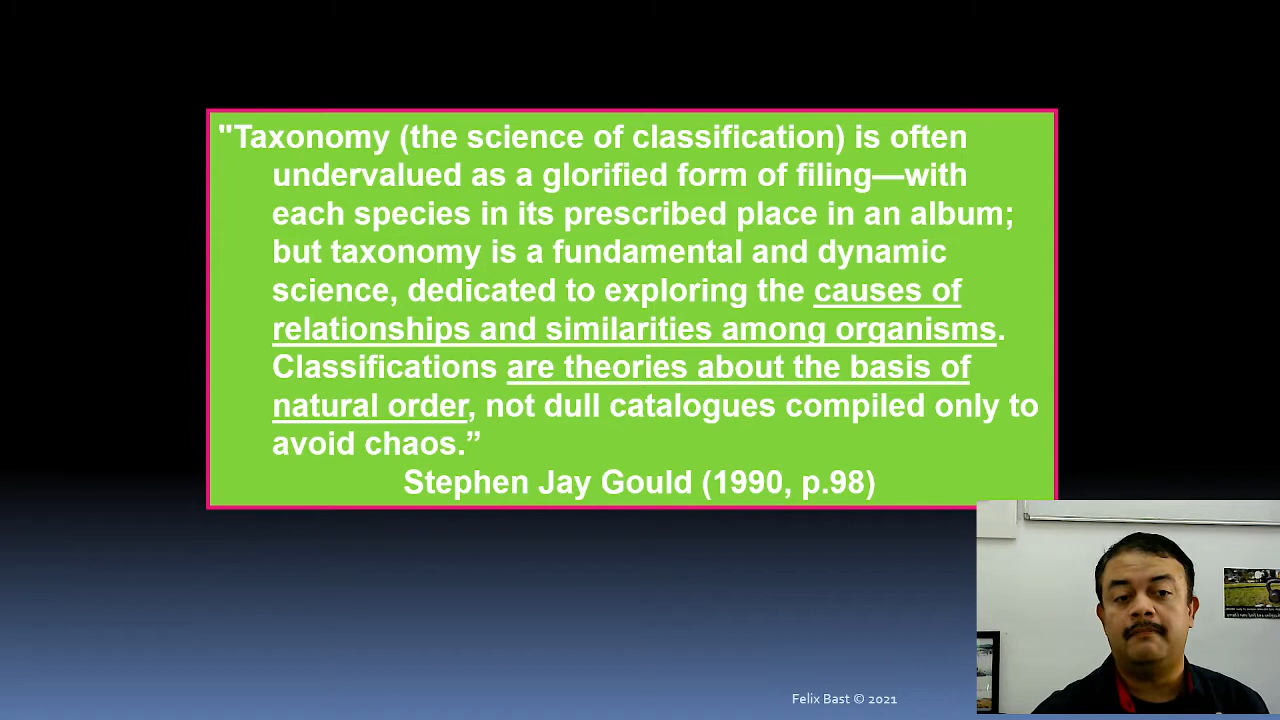 "Taxonomy (the science of classification) is often
undervalued as a glorified form of filing—with
each species in its prescribed place in an album;
but taxonomy is a fundamental and dynamic
science, dedicated to exploring the causes of
relationships and similarities among organisms.
Classifications are theories about the basis of
natural order, not dull catalogues compiled only to
avoid chaos.”
Stephen Jay Gould (1990, p.98)
Felix Bast © 2021